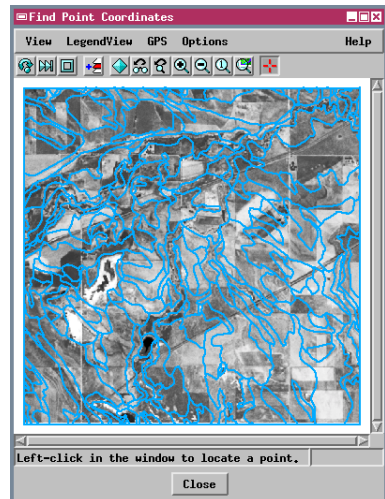 Find Point Coordinates
View LegendView GPS Options Help
Left-click in the window to locate a point.
Close